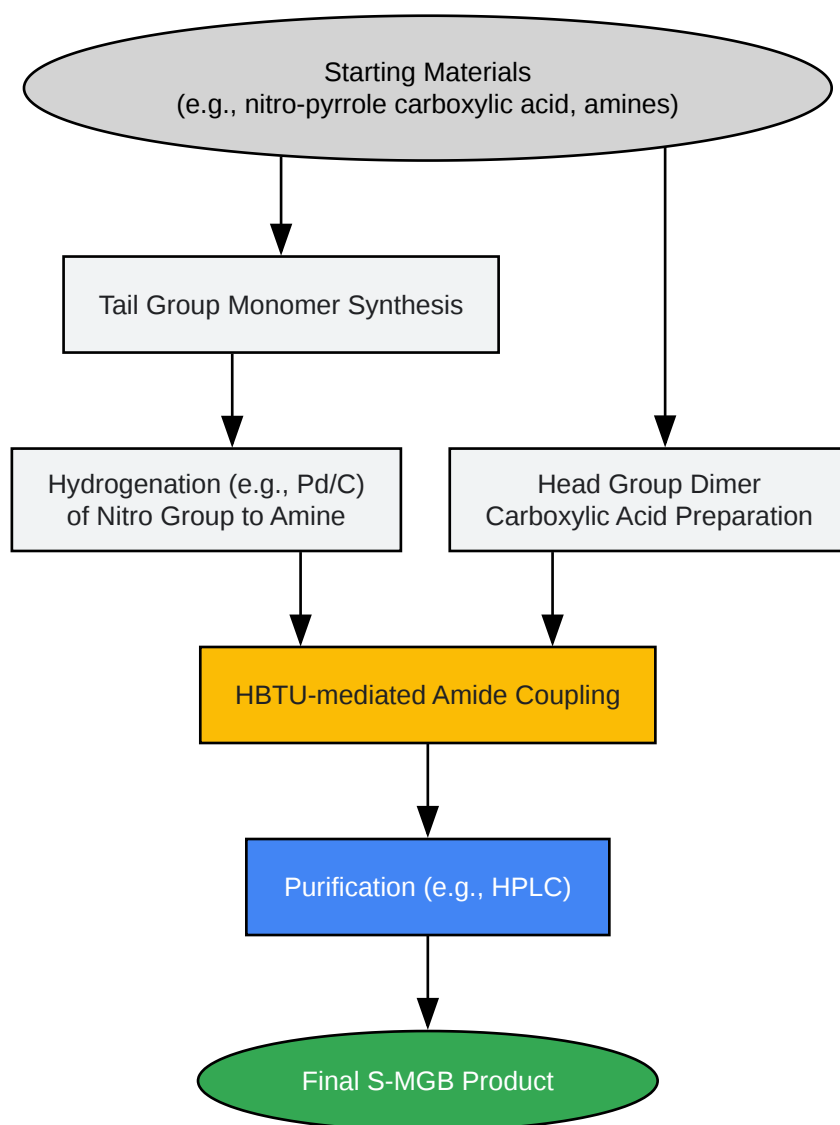 Starting Materials
(e.g., nitro-pyrrole carboxylic acid, amines)
Tail Group Monomer Synthesis
Hydrogenation (e.g., Pd/C)
of Nitro Group to Amine
Head Group Dimer
Carboxylic Acid Preparation
HBTU-mediated Amide Coupling
Purification (e.g., HPLC)
Final S-MGB Product